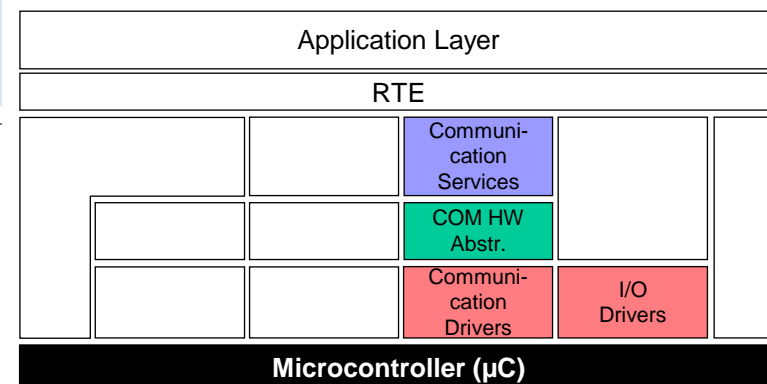 Application Layer
RTE
Communi-
cation
Services
COM HW
Abstr.
Communi-
cation
Drivers
I/O
Drivers
Microcontroller (µC)